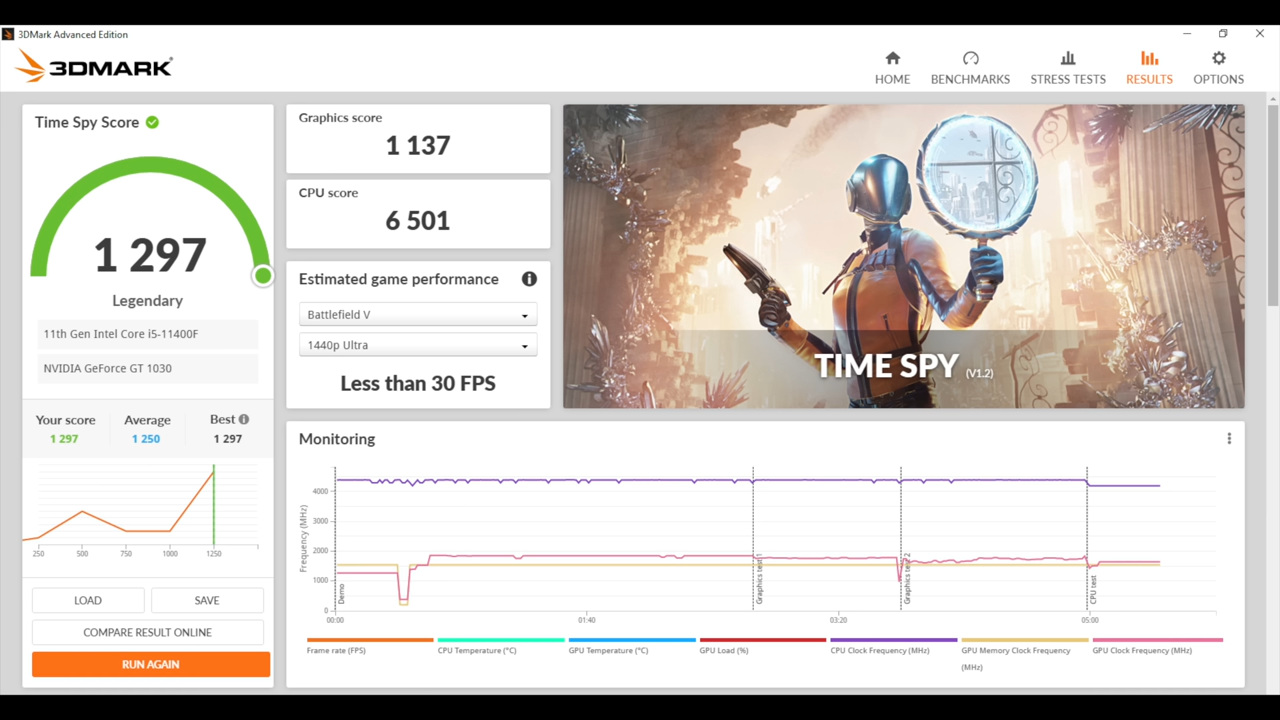 3DMark Advanced Edition
3DMARK®
HOME
BENCHMARKS
STRESS TESTS
RESULTS
OPTIONS
Time Spy Score
1 297
Legendary
11th Gen Intel Core i5-11400F
NVIDIA GeForce GT 1030
Your score
Average
Best
1 297
1 250
1 297
250
500
750
1000
1250
LOAD
SAVE
COMPARE RESULT ONLINE
RUN AGAIN
Graphics score
1 137
CPU score
6 501
Estimated game performance
Battlefield V
1440p Ultra
Less than 30 FPS
TIME SPY (V1.2)
Monitoring
Frequency (MHz)
4000
3000
2000
1000
0
Demo
Graphics test 1
Graphics test 2
CPU test
00:00
01:40
03:20
05:00
Frame rate (FPS)
CPU Temperature (°C)
GPU Temperature (°C)
GPU Load (%)
CPU Clock Frequency (MHz)
GPU Memory Clock Frequency
(MHz)
GPU Clock Frequency (MHz)